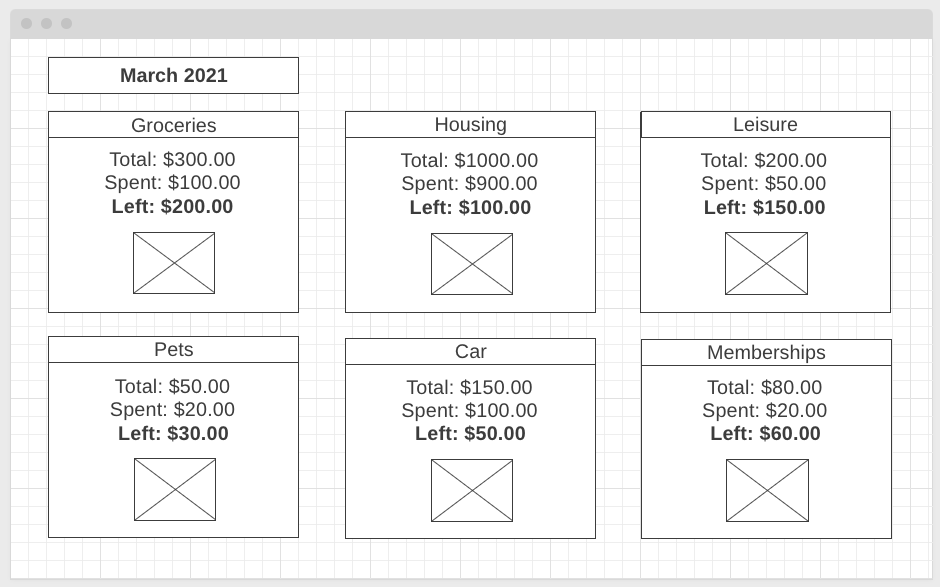 March 2021
Groceries
Total: $300.00
Spent: $100.00
Left: $200.00
Housing
Total: $1000.00
Spent: $900.00
Left: $100.00
Leisure
Total: $200.00
Spent: $50.00
Left: $150.00
Pets
Total: $50.00
Spent: $20.00
Left: $30.00
Car
Total: $150.00
Spent: $100.00
Left: $50.00
Memberships
Total: $80.00
Spent: $20.00
Left: $60.00